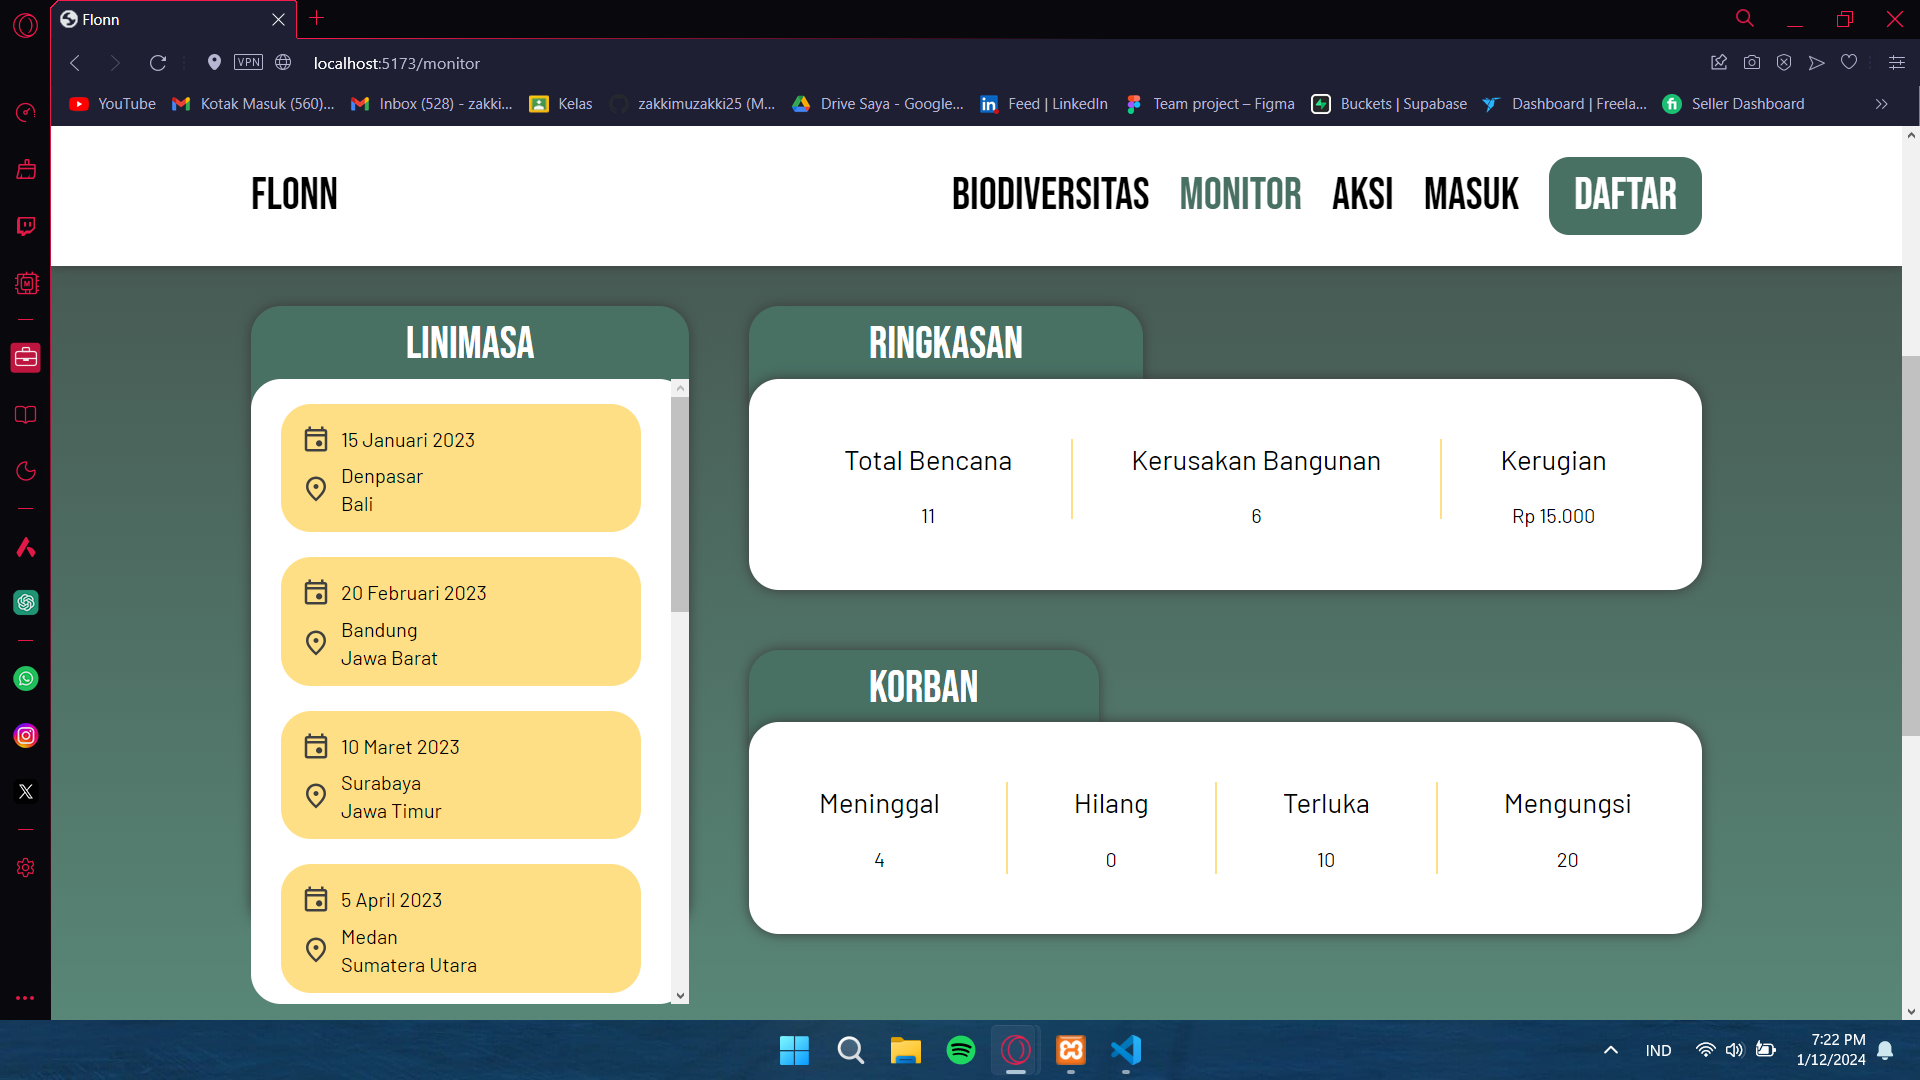 Flonn
VPN
localhost:5173/monitor
YouTube
Kotak Masuk (560)...
Inbox (528) - zakki...
Kelas
zakkimuzakki25 (M...
Drive Saya - Google...
Feed | LinkedIn
Team project – Figma
Buckets | Supabase
Dashboard | Freela...
Seller Dashboard
FLONN
BIODIVERSITAS
MONITOR
AKSI
MASUK
DAFTAR
LINIMASA
15 Januari 2023
Denpasar
Bali
20 Februari 2023
Bandung
Jawa Barat
10 Maret 2023
Surabaya
Jawa Timur
5 April 2023
Medan
Sumatera Utara
RINGKASAN
Total Bencana
11
Kerusakan Bangunan
6
Kerugian
Rp 15.000
KORBAN
Meninggal
4
Hilang
0
Terluka
10
Mengungsi
20
IND
7:22 PM
1/12/2024